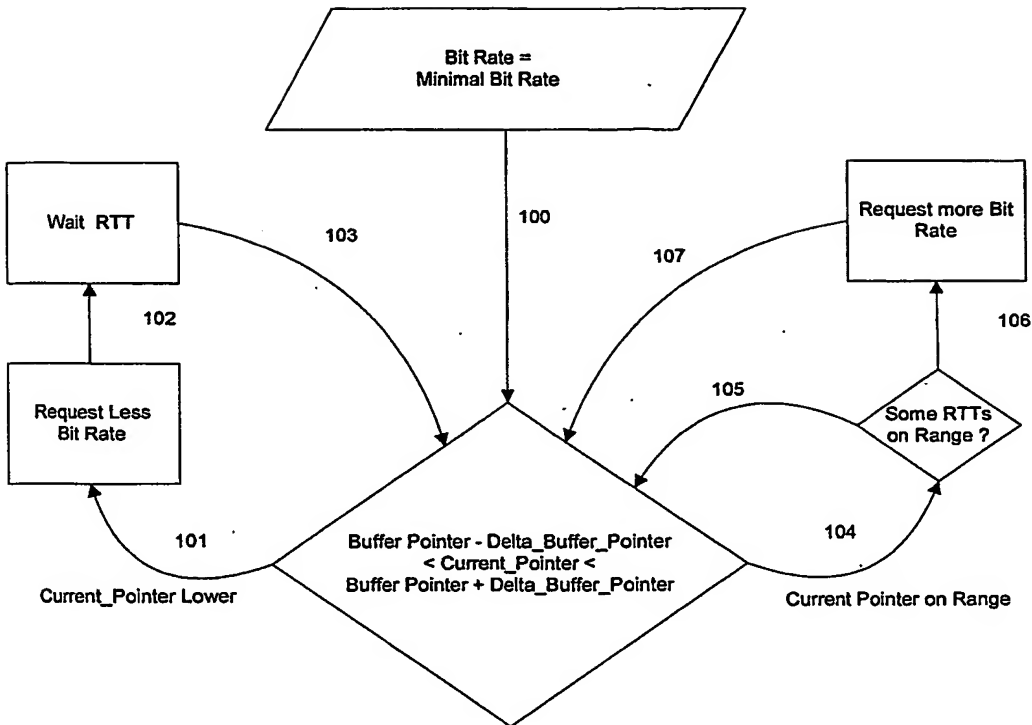 Bit Rate =
Minimal Bit Rate
Wait RTT
103
100
107
Request more Bit
Rate
102
106
Request Less
Bit Rate
105
Some RTTs
on Range ?
101
Buffer Pointer - Delta_Buffer_Pointer
< Current_Pointer <
Buffer Pointer + Delta_Buffer_Pointer
104
Current_Pointer Lower
Current Pointer on Range